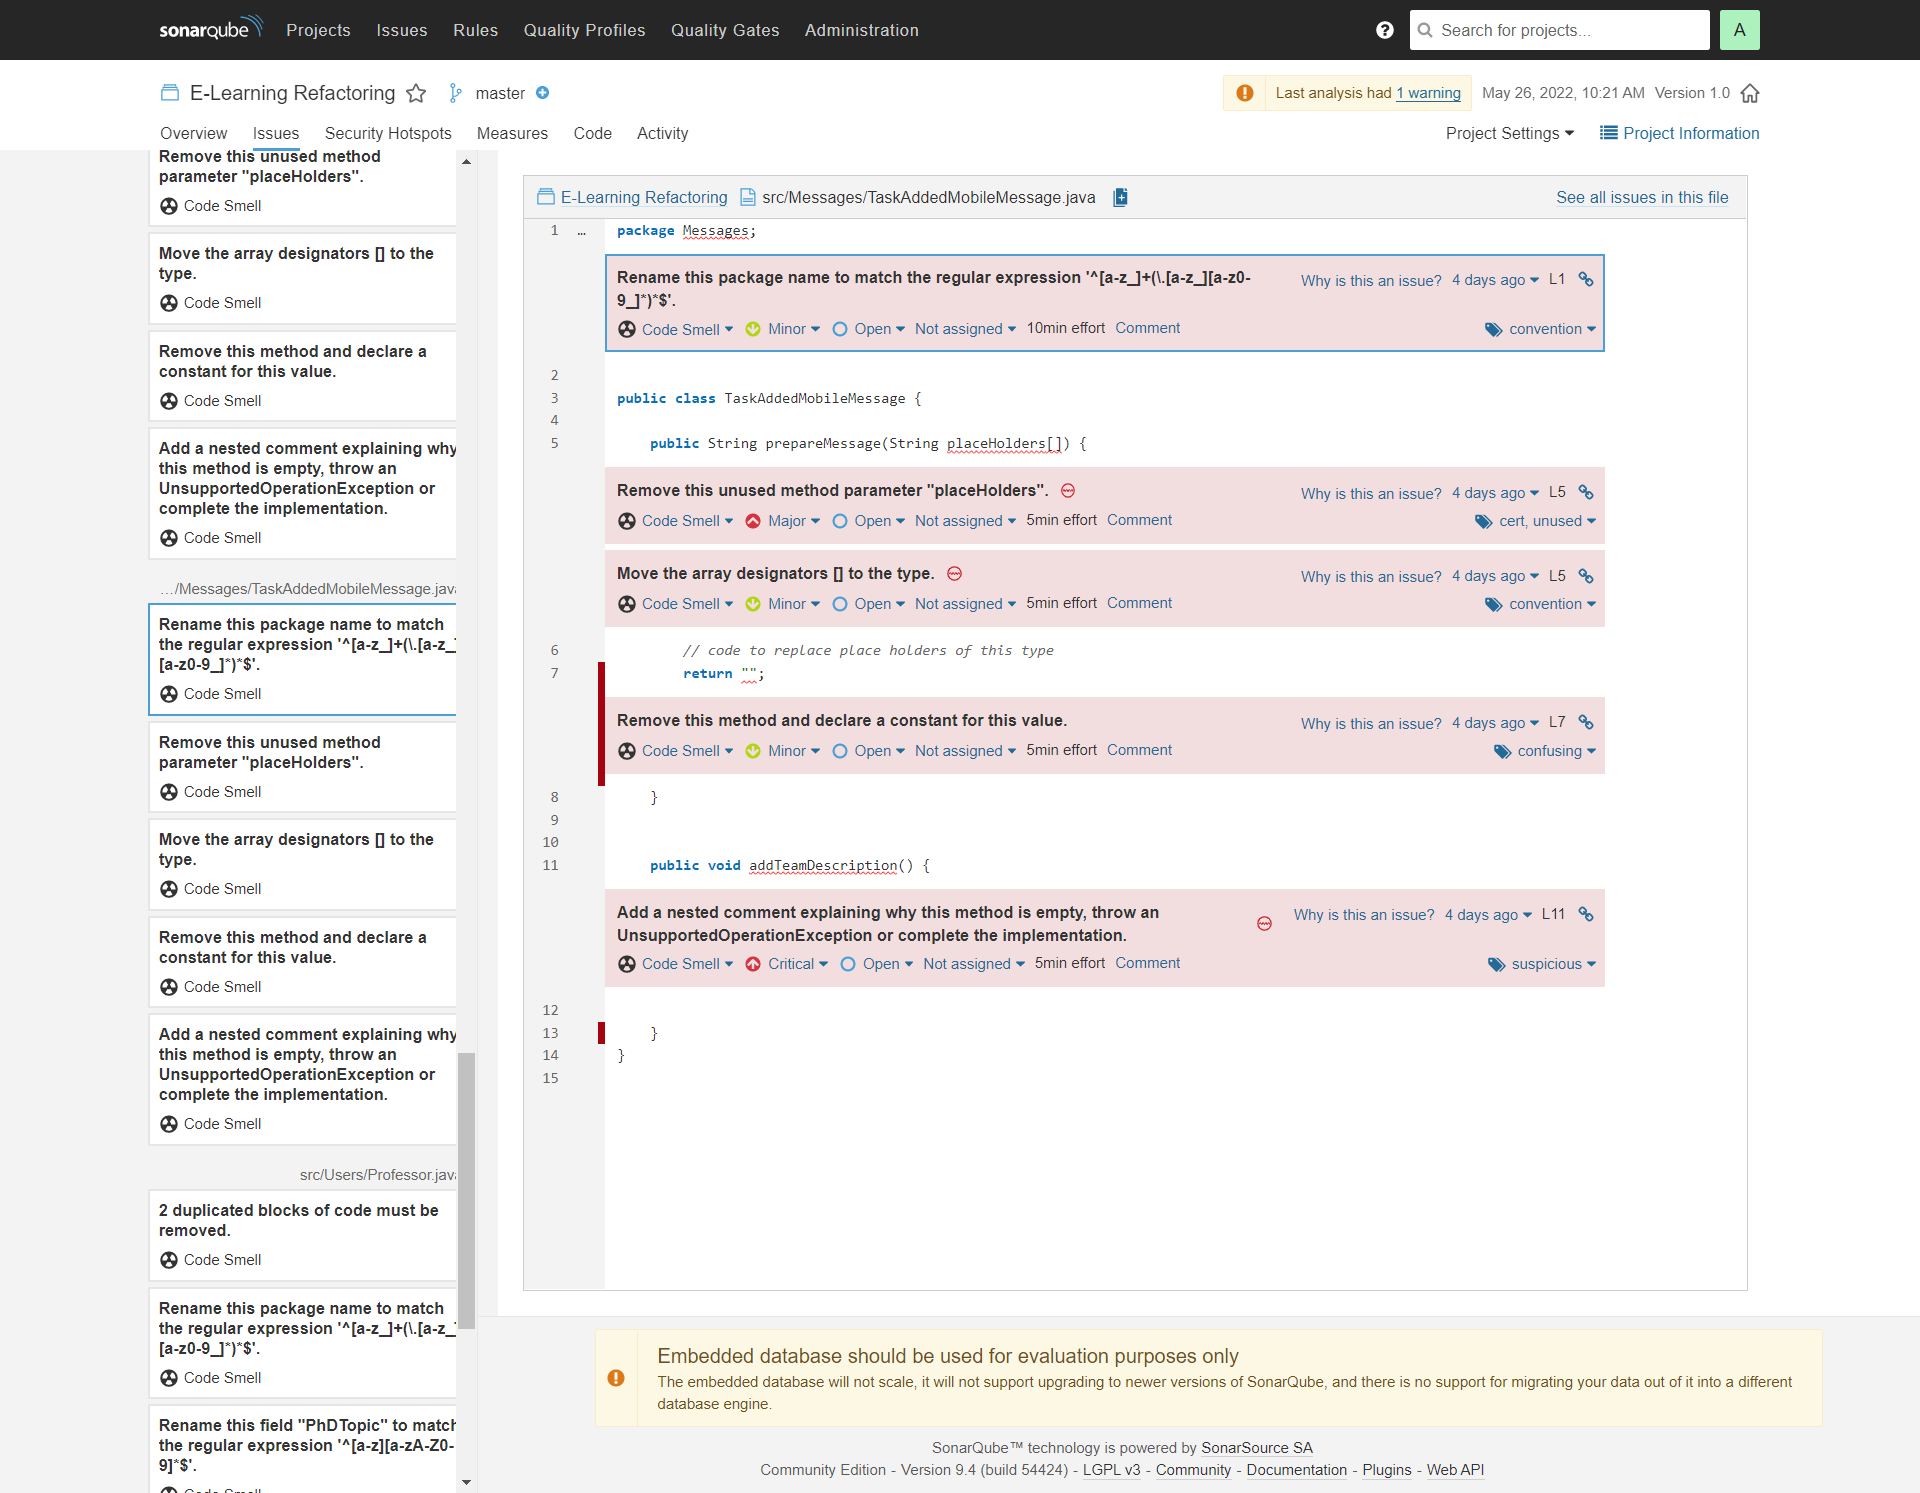 sonarqube Projects Issues Rules Quality Profiles Quality Gates Administration ? Search for projects... A
E-Learning Refactoring master Last analysis had 1 warning May 26, 2022, 10:21 AM Version 1.0
Overview Issues Security Hotspots Measures Code Activity Project Settings Project Information
Remove this unused method
parameter "placeHolders".
Code Smell
Move the array designators [] to the
type.
Code Smell
Remove this method and declare a
constant for this value.
Code Smell
Add a nested comment explaining why
this method is empty, throw an
UnsupportedOperationException or
complete the implementation.
Code Smell
…/Messages/TaskAddedMobileMessage.java
Rename this package name to match
the regular expression '^[a-z_]+(\.[a-z_]
[a-z0-9_]*)*$'.
Code Smell
Remove this unused method
parameter "placeHolders".
Code Smell
Move the array designators [] to the
type.
Code Smell
Remove this method and declare a
constant for this value.
Code Smell
Add a nested comment explaining why
this method is empty, throw an
UnsupportedOperationException or
complete the implementation.
Code Smell
src/Users/Professor.java
2 duplicated blocks of code must be
removed.
Code Smell
Rename this package name to match
the regular expression '^[a-z_]+(\.[a-z_]
[a-z0-9_]*)*$'.
Code Smell
Rename this field "PhDTopic" to match
the regular expression '^[a-z][a-zA-Z0-
9]*$'.
Code Smell
E-Learning Refactoring src/Messages/TaskAddedMobileMessage.java See all issues in this file
1 … package Messages;
Rename this package name to match the regular expression '^[a-z_]+(\.[a-z_][a-z0- Why is this an issue? 4 days ago L1
9_]*)*$'.
Code Smell Minor Open Not assigned 10min effort Comment convention
2
3 public class TaskAddedMobileMessage {
4
5 public String prepareMessage(String placeHolders[]) {
Remove this unused method parameter "placeHolders". Why is this an issue? 4 days ago L5
Code Smell Major Open Not assigned 5min effort Comment cert, unused
Move the array designators [] to the type. Why is this an issue? 4 days ago L5
Code Smell Minor Open Not assigned 5min effort Comment convention
6 // code to replace place holders of this type
7 return "";
Remove this method and declare a constant for this value. Why is this an issue? 4 days ago L7
Code Smell Minor Open Not assigned 5min effort Comment confusing
8 }
9
10
11 public void addTeamDescription() {
Add a nested comment explaining why this method is empty, throw an Why is this an issue? 4 days ago L11
UnsupportedOperationException or complete the implementation.
Code Smell Critical Open Not assigned 5min effort Comment suspicious
12
13 }
14 }
15
Embedded database should be used for evaluation purposes only
The embedded database will not scale, it will not support upgrading to newer versions of SonarQube, and there is no support for migrating your data out of it into a different
database engine.
SonarQube™ technology is powered by SonarSource SA
Community Edition - Version 9.4 (build 54424) - LGPL v3 - Community - Documentation - Plugins - Web API